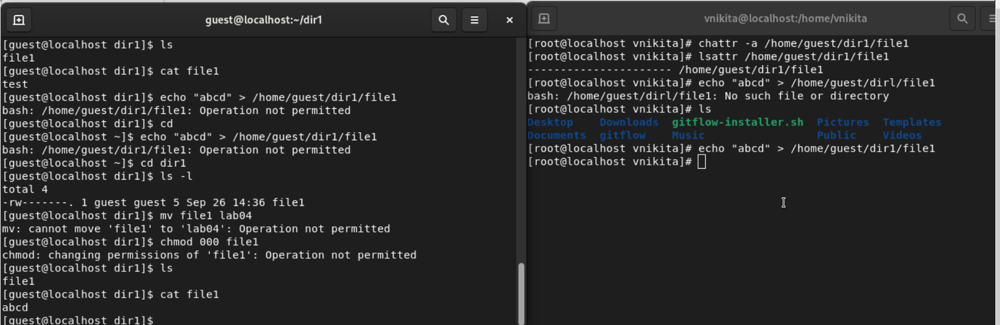 guest@localhost:~/dir1
[guest@localhost dir1]$ ls
file1
[guest@localhost dir1]$ cat file1
test
[guest@localhost dir1]$ echo "abcd" > /home/guest/dir1/file1
bash: /home/guest/dir1/file1: Operation not permitted
[guest@localhost dir1]$ cd
[guest@localhost ~]$ echo "abcd" > /home/guest/dir1/file1
bash: /home/guest/dir1/file1: Operation not permitted
[guest@localhost ~]$ cd dir1
[guest@localhost dir1]$ ls -l
total 4
-rw-------. 1 guest guest 5 Sep 26 14:36 file1
[guest@localhost dir1]$ mv file1 lab04
mv: cannot move 'file1' to 'lab04': Operation not permitted
[guest@localhost dir1]$ chmod 000 file1
chmod: changing permissions of 'file1': Operation not permitted
[guest@localhost dir1]$ ls
file1
[guest@localhost dir1]$ cat file1
abcd
[guest@localhost dir1]$
vnikita@localhost:/home/vnikita
[root@localhost vnikita]# chattr -a /home/guest/dir1/file1
[root@localhost vnikita]# lsattr /home/guest/dir1/file1
---------------------- /home/guest/dir1/file1
[root@localhost vnikita]# echo "abcd" > /home/guest/dirl/file1
bash: /home/guest/dirl/file1: No such file or directory
[root@localhost vnikita]# ls
Desktop Downloads gitflow-installer.sh Pictures Templates
Documents gitflow Music Public Videos
[root@localhost vnikita]# echo "abcd" > /home/guest/dir1/file1
[root@localhost vnikita]#